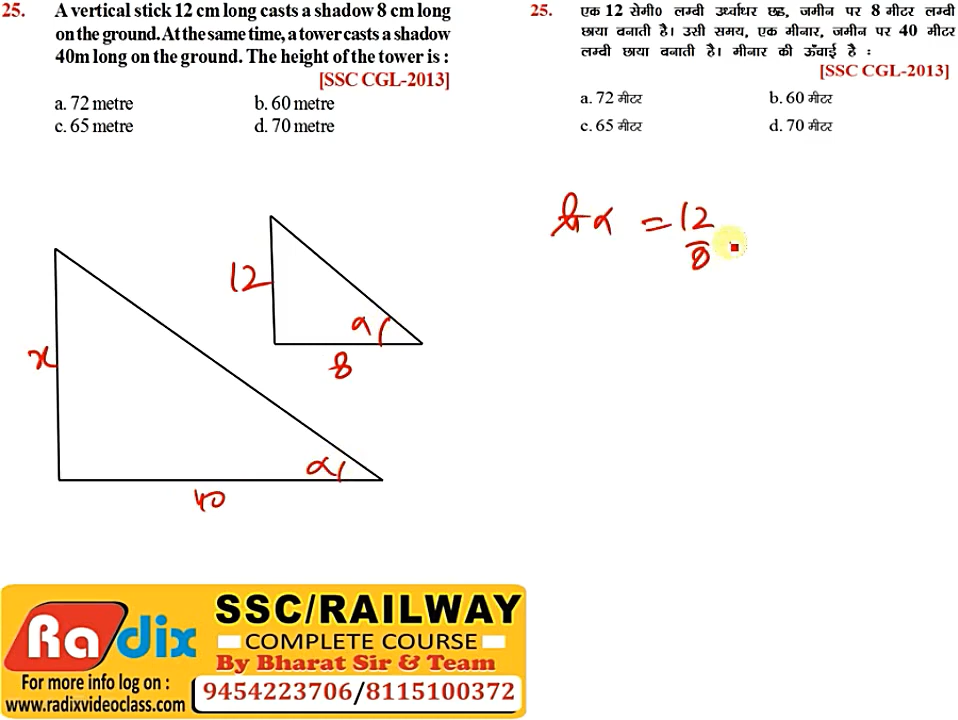 25. A vertical stick 12 cm long casts a shadow 8 cm long
on the ground. At the same time, a tower casts a shadow
40m long on the ground. The height of the tower is :
[SSC CGL-2013]
a. 72 metre b. 60 metre
c. 65 metre d. 70 metre
25. एक 12 सेमी० लम्बी उर्ध्वाधर छड़, जमीन पर 8 मीटर लम्बी
छाया बनाती है। उसी समय, एक मीनार, जमीन पर 40 मीटर
लम्बी छाया बनाती है। मीनार की ऊँचाई है :
[SSC CGL-2013]
a. 72 मीटर b. 60 मीटर
c. 65 मीटर d. 70 मीटर
12
α
8
x
α
40
= 12
8
Radix
SSC/RAILWAY
COMPLETE COURSE
By Bharat Sir & Team
For more info log on :
www.radixvideoclass.com
9454223706/8115100372